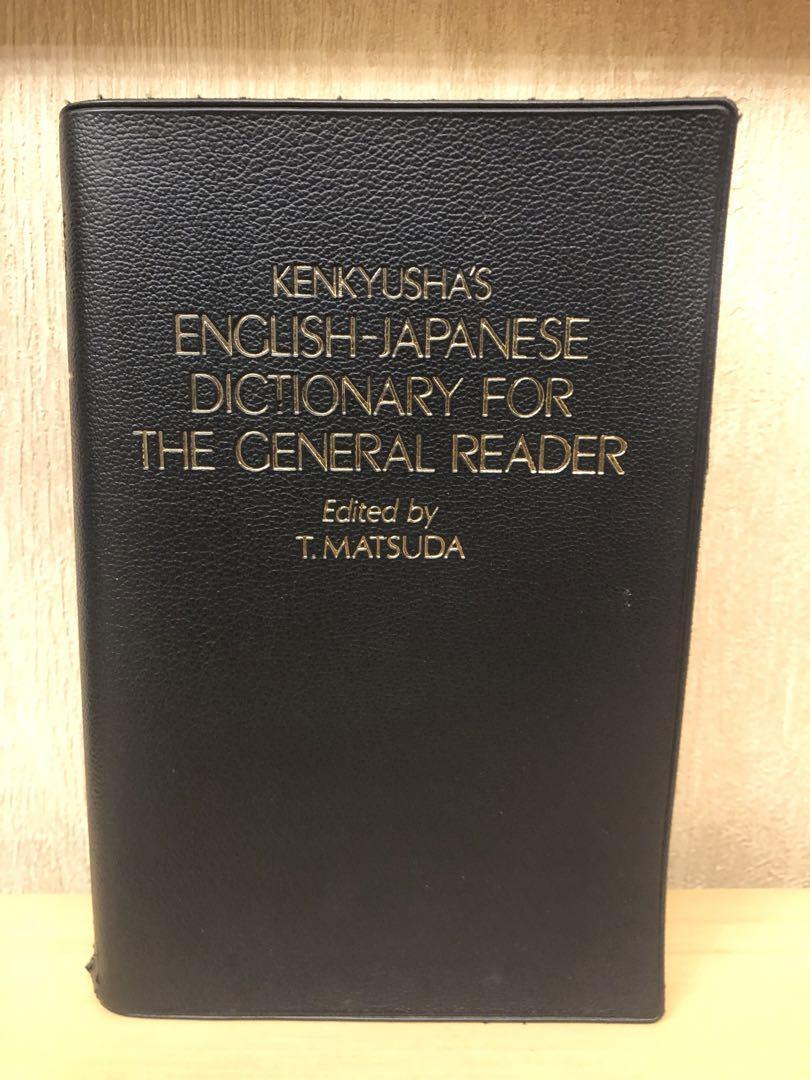 KENKYUSHA'S
ENGLISH-JAPANESE
DICTIONARY FOR
THE GENERAL READER
Edited by
T. MATSUDA